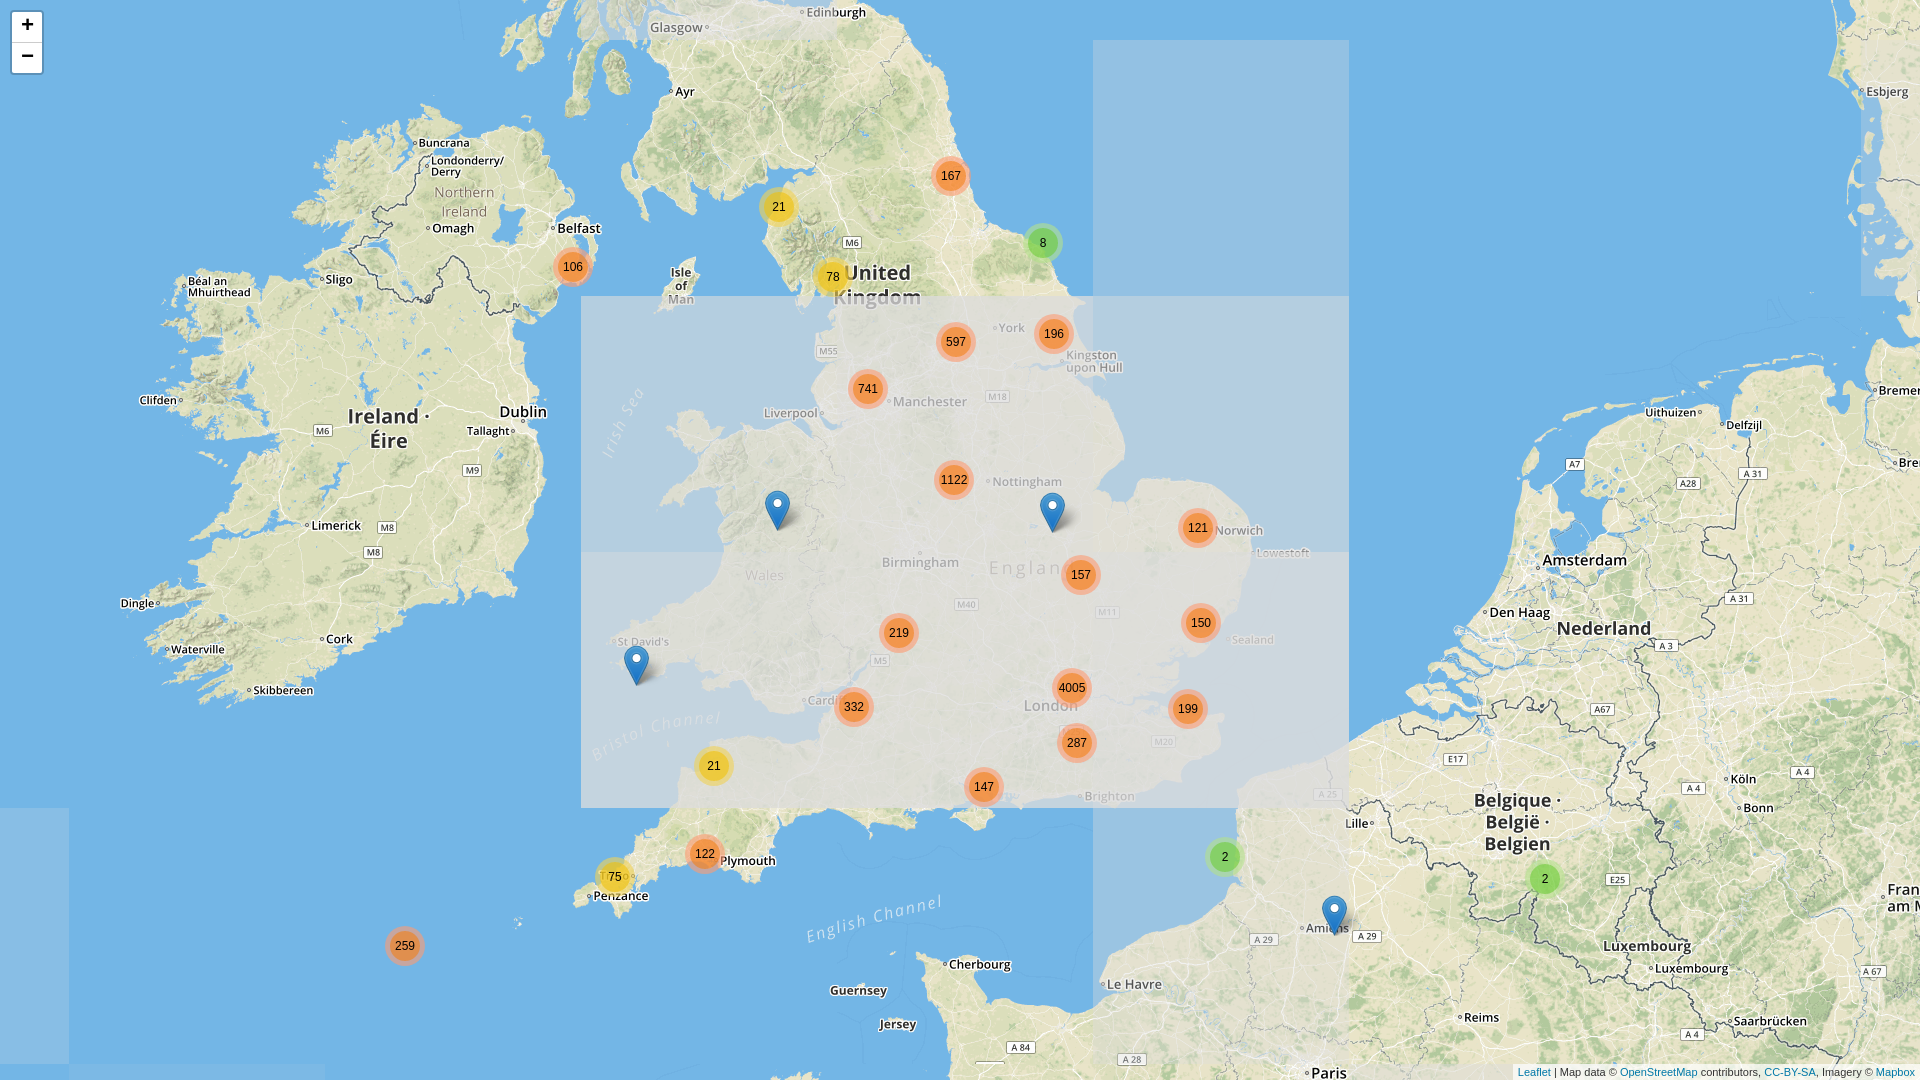 +
−
Edinburgh
Glasgow
Ayr
Esbjerg
Buncrana
Londonderry/
Derry
167
Northern
Ireland
21
Omagh
Belfast
M6
8
106
United
Kingdom
78
Isle
of
Man
Sligo
Béal an
Mhuirthead
York
196
597
M55
Kingston
upon Hull
741
Bremer
M18
Clifden
Manchester
Liverpool
Dublin
Uithuizen
Irish Sea
Ireland ·
Éire
M6
Tallaght
Delfzijl
A7
M9
A 31
1122
Nottingham
A28
Limerick
M8
121
Norwich
M8
Lowestoft
Birmingham
Amsterdam
England
157
Wales
Dingle
M40
M11
A 31
Den Haag
150
219
Nederland
Cork
St David's
Sealand
A 3
Waterville
M5
4005
Skibbereen
Cardi
332
London
199
A67
Bristol Channel
287
M20
E17
21
A 4
Köln
147
Brighton
A 25
A 4
Belgique ·
België ·
Belgien
Bonn
Lille
122
Plymouth
2
75
2
E25
Penzance
Fran
am M
English Channel
Amiens
A 29
A 29
259
Luxembourg
Cherbourg
Luxembourg
A 67
Le Havre
Guernsey
Reims
Saarbrücken
Jersey
A 4
A 84
A 28
Paris
Leaflet | Map data © OpenStreetMap contributors, CC-BY-SA, Imagery © Mapbox